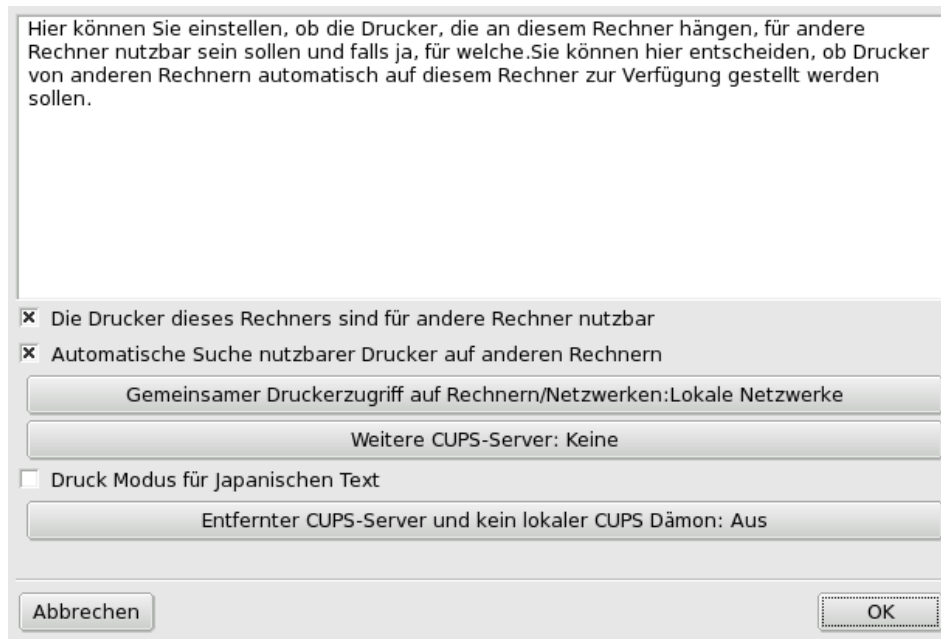 Hier können Sie einstellen, ob die Drucker, die an diesem Rechner hängen, für andere
Rechner nutzbar sein sollen und falls ja, für welche.Sie können hier entscheiden, ob Drucker
von anderen Rechnern automatisch auf diesem Rechner zur Verfügung gestellt werden
sollen.
Die Drucker dieses Rechners sind für andere Rechner nutzbar
Automatische Suche nutzbarer Drucker auf anderen Rechnern
Gemeinsamer Druckerzugriff auf Rechnern/Netzwerken:Lokale Netzwerke
Weitere CUPS-Server: Keine
Druck Modus für Japanischen Text
Entfernter CUPS-Server und kein lokaler CUPS Dämon: Aus
Abbrechen
OK